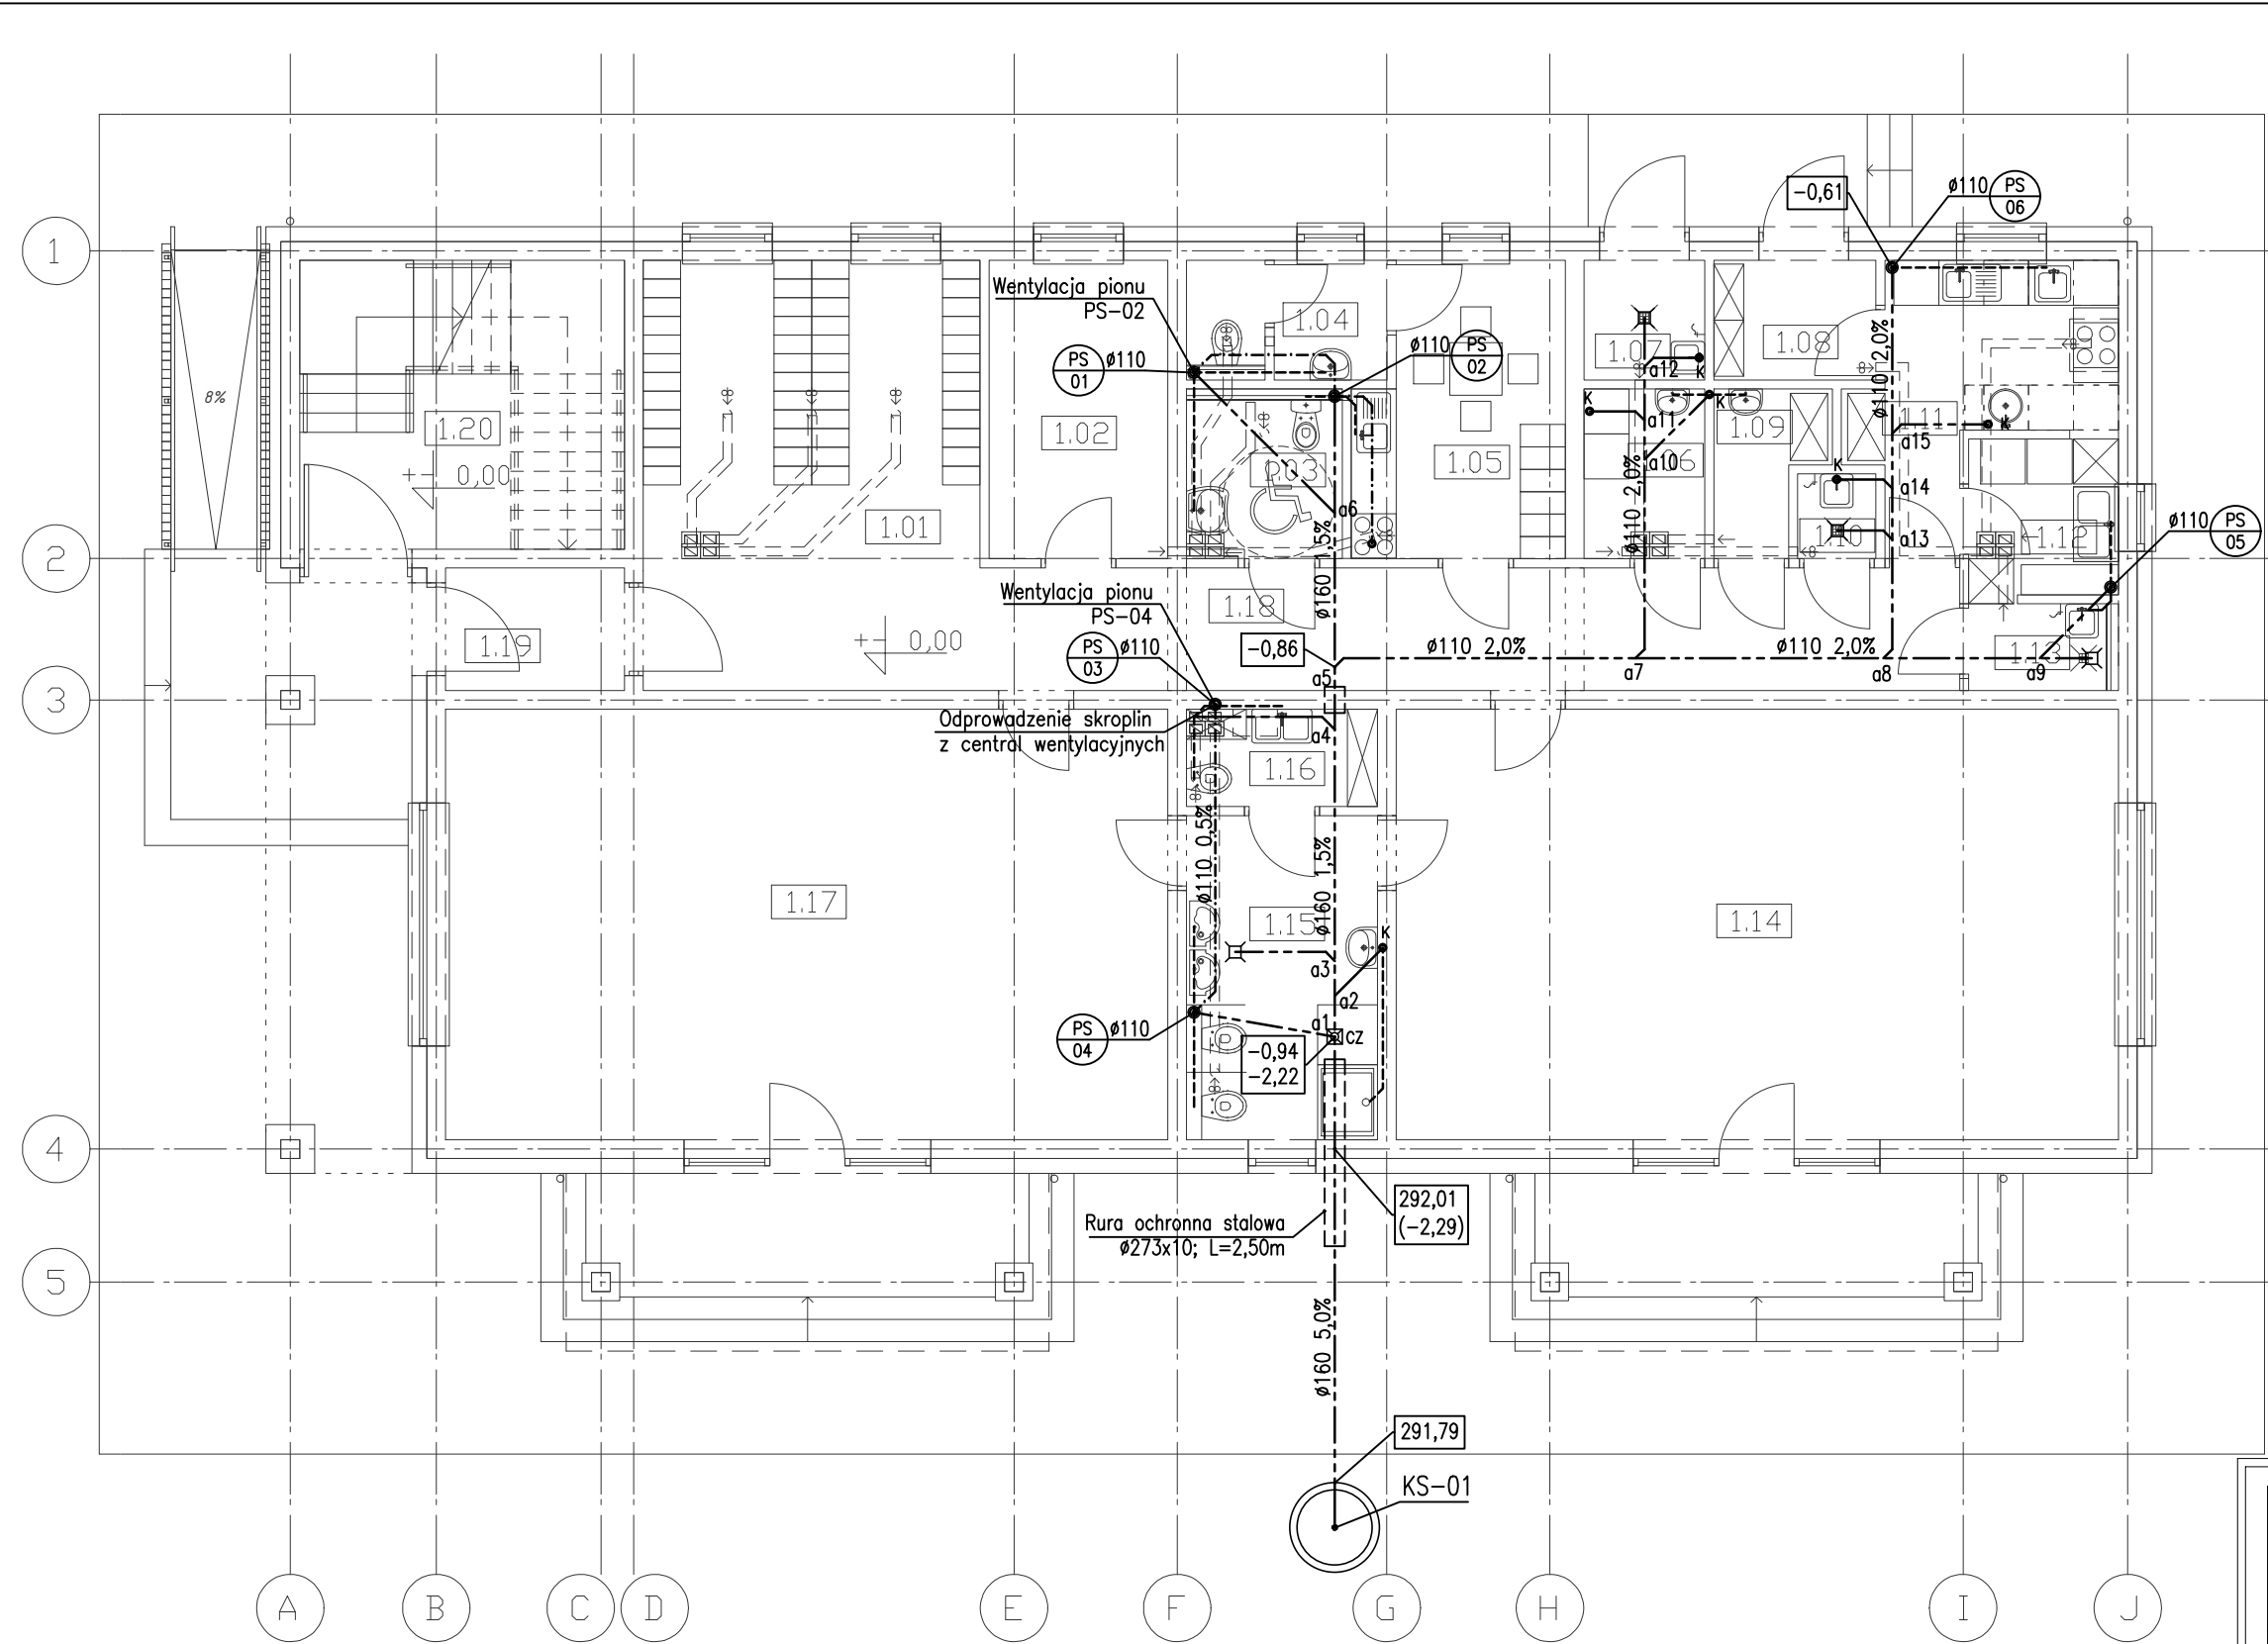 -0,61
ø110 PS 06
1
Wentylacja pionu
PS-02
PS 01 ø110
ø110 PS 02
1.04
1.07
1.08
a12
K
8%
1.20
+ 0,00
1.02
1.03
1.05
K
a11
K
1.09
1.11
a15
K
1.06
a10
ø110 2,0%
ø110 2,0%
K
a14
1.01
a6
1.10
a13
1.12
ø110 PS 05
2
ø160 1,5%
Wentylacja pionu
PS-04
1.18
1.19
+ 0,00
PS 03 ø110
-0,86
ø110 2,0%
ø110 2,0%
1.13
a5
a7
a8
a9
3
Odprowadzenie skroplin
z central wentylacyjnych
a4
1.16
ø110 0,5%
ø160 1,5%
1.17
1.15
1.14
K
a3
a2
a1
PS 04 ø110
cz
-0,94
-2,22
4
292,01
(-2,29)
Rura ochronna stalowa
ø273x10; L=2,50m
5
ø160 5,0%
291,79
KS-01
A
B
C
D
E
F
G
H
I
J